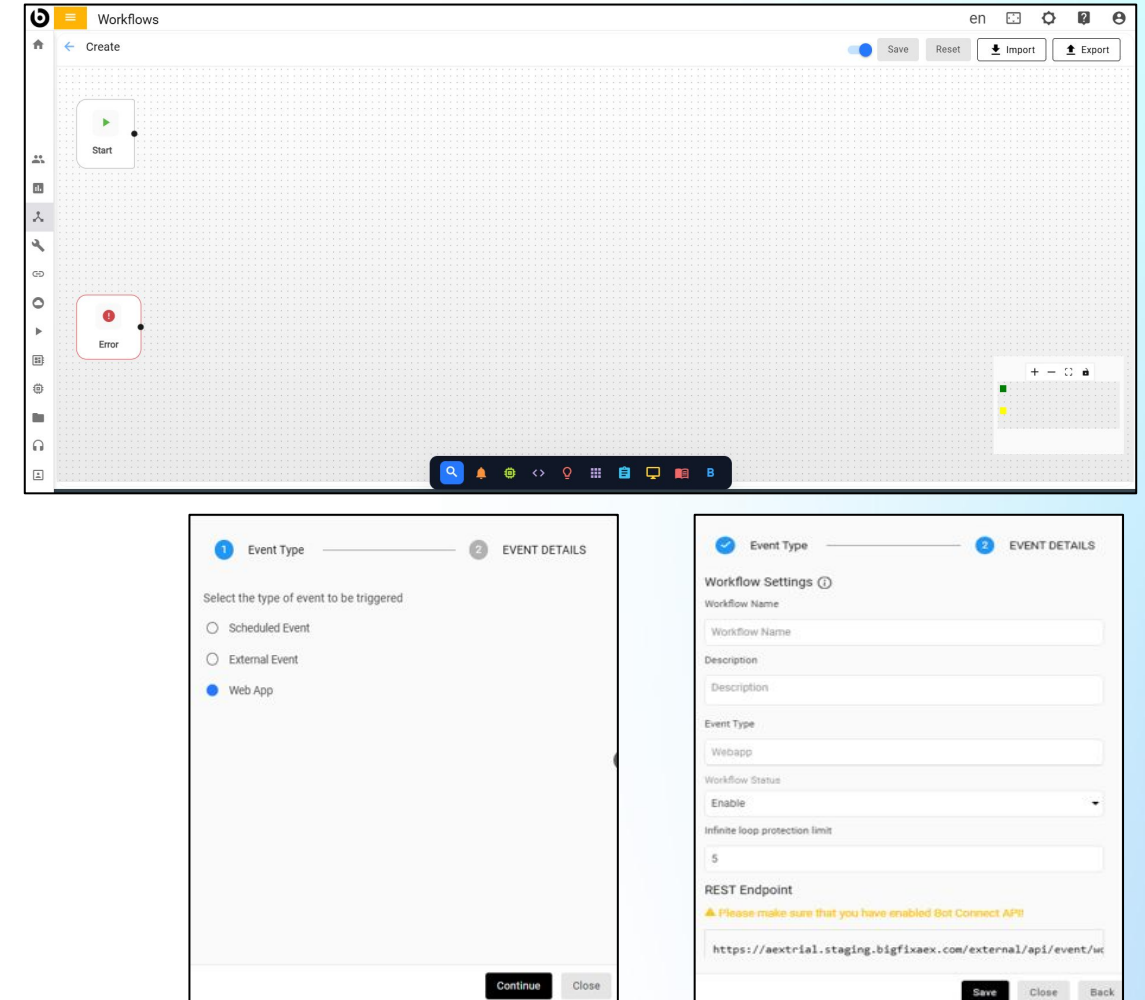 Workflows
en
Create
Save
Reset
Import
Export
Start
Error
B
1 Event Type
2 EVENT DETAILS
Select the type of event to be triggered
Scheduled Event
External Event
Web App
Continue
Close
Event Type
2 EVENT DETAILS
Workflow Settings
Workflow Name
Workflow Name
Description
Description
Event Type
Webapp
Workflow Status
Enable
Infinite loop protection limit
5
REST Endpoint
Please make sure that you have enabled Bot Connect API!
https://aextrial.staging.bigfixaex.com/external/api/event/wo
Save
Close
Back